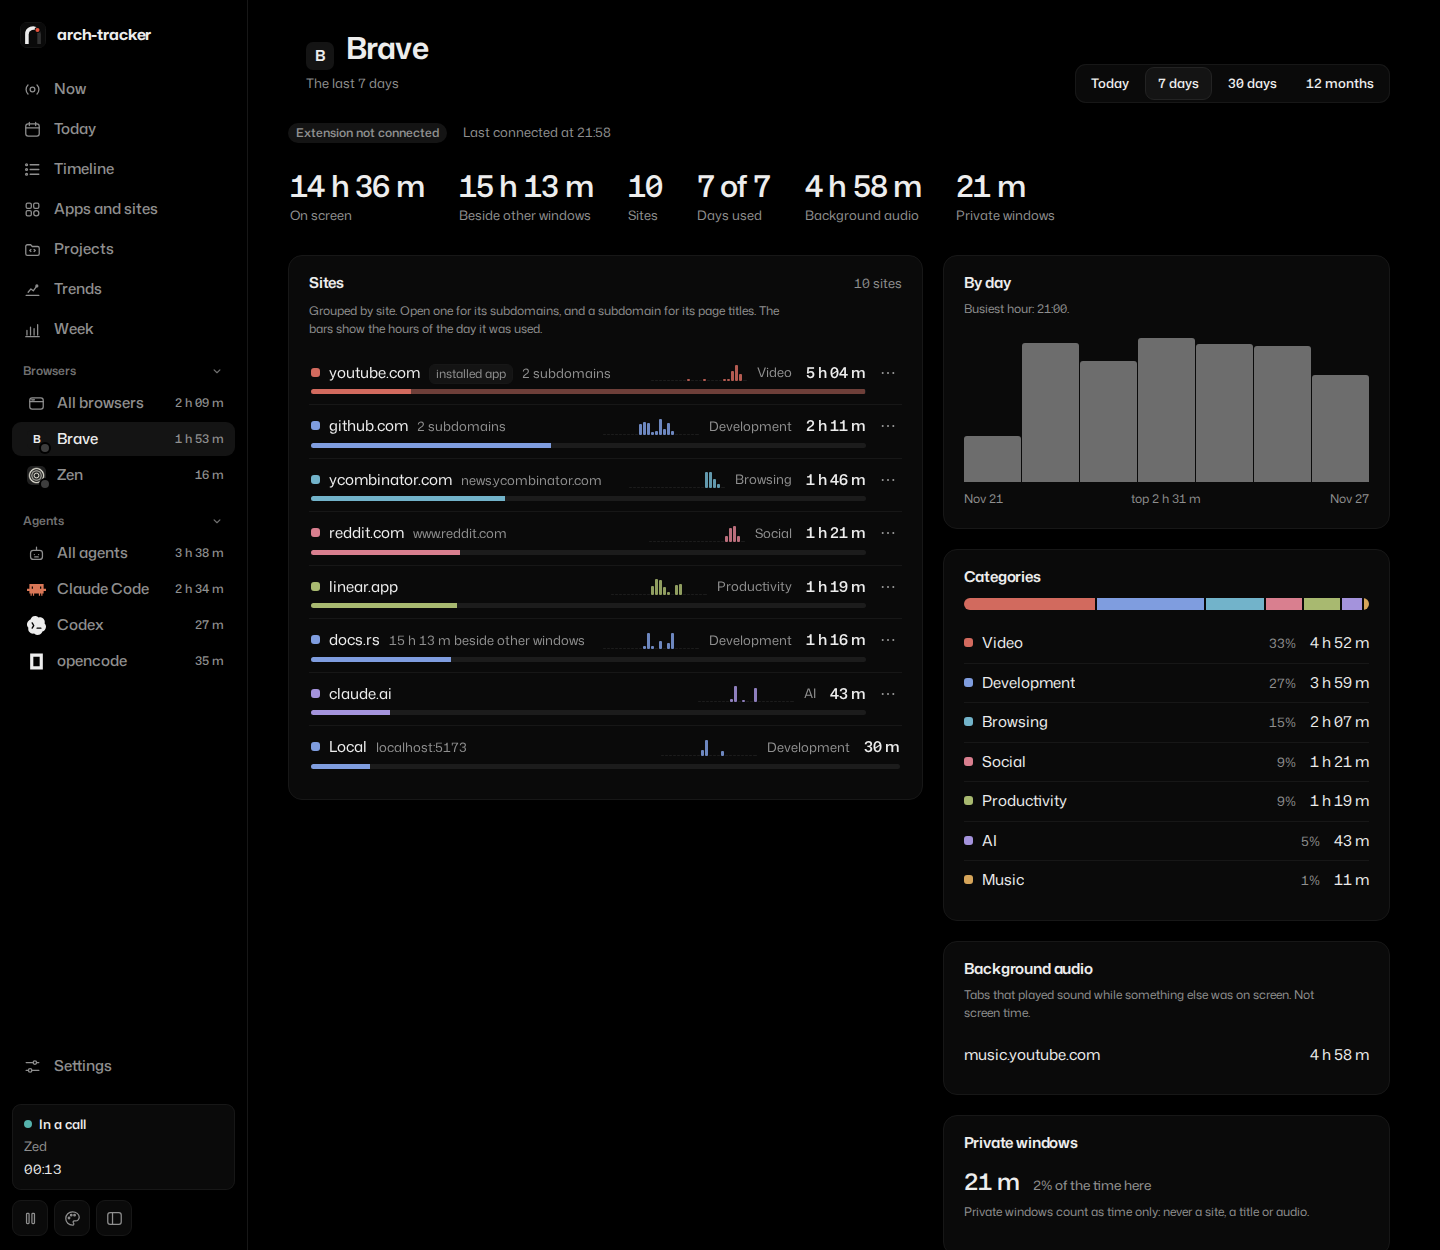 arch-tracker
Now
Today
Timeline
Apps and sites
Projects
Trends
Week
Browsers
All browsers 2 h 09 m
B Brave 1 h 53 m
Zen 16 m
Agents
All agents 3 h 38 m
Claude Code 2 h 34 m
Codex 27 m
opencode 35 m
Settings
In a call
Zed
00:13
B Brave
The last 7 days
Today 7 days 30 days 12 months
Extension not connected Last connected at 21:58
14 h 36 m 15 h 13 m 10 7 of 7 4 h 58 m 21 m
On screen Beside other windows Sites Days used Background audio Private windows
Sites 10 sites
Grouped by site. Open one for its subdomains, and a subdomain for its page titles. The
bars show the hours of the day it was used.
youtube.com installed app 2 subdomains Video 5 h 04 m ···
github.com 2 subdomains Development 2 h 11 m ···
ycombinator.com news.ycombinator.com Browsing 1 h 46 m ···
reddit.com www.reddit.com Social 1 h 21 m ···
linear.app Productivity 1 h 19 m ···
docs.rs 15 h 13 m beside other windows Development 1 h 16 m ···
claude.ai AI 43 m ···
Local localhost:5173 Development 30 m
By day
Busiest hour: 21:00.
Nov 21 top 2 h 31 m Nov 27
Categories
Video 33% 4 h 52 m
Development 27% 3 h 59 m
Browsing 15% 2 h 07 m
Social 9% 1 h 21 m
Productivity 9% 1 h 19 m
AI 5% 43 m
Music 1% 11 m
Background audio
Tabs that played sound while something else was on screen. Not
screen time.
music.youtube.com 4 h 58 m
Private windows
21 m 2% of the time here
Private windows count as time only: never a site, a title or audio.